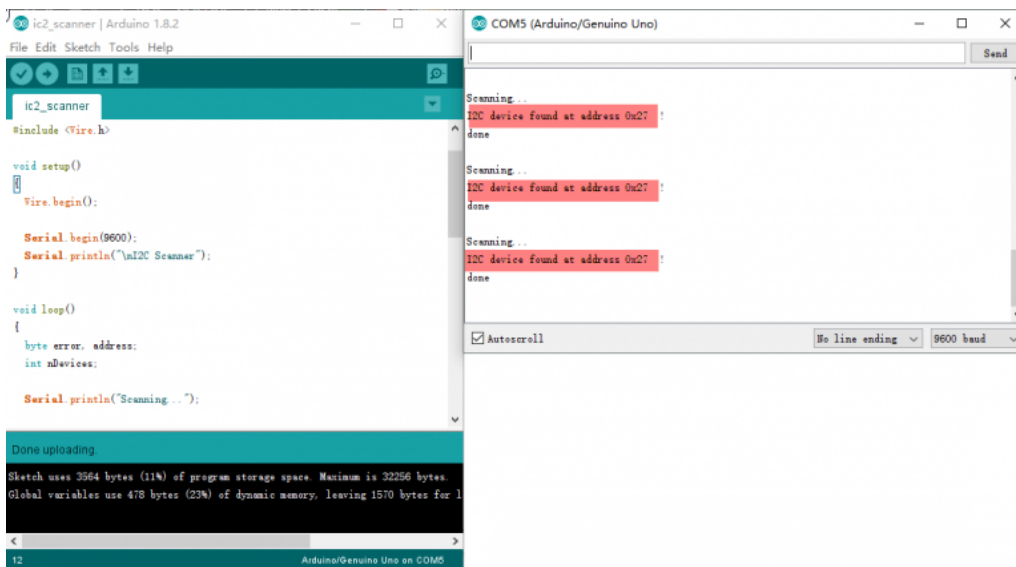 ic2_scanner | Arduino 1.8.2
File Edit Sketch Tools Help
ic2_scanner
#include <Wire.h>
void setup()
{
Wire.begin();
Serial.begin(9600);
Serial.println("\nI2C Scanner");
}
void loop()
{
byte error, address;
int nDevices;
Serial.println("Scanning...");
Done uploading.
Sketch uses 3564 bytes (11%) of program storage space. Maximum is 32256 bytes.
Global variables use 478 bytes (23%) of dynamic memory, leaving 1570 bytes for l
12 Arduino/Genuino Uno on COM5
COM5 (Arduino/Genuino Uno)
Send
Scanning...
I2C device found at address 0x27 !
done
Scanning...
I2C device found at address 0x27 !
done
Scanning...
I2C device found at address 0x27 !
done
Autoscroll
No line ending
9600 baud